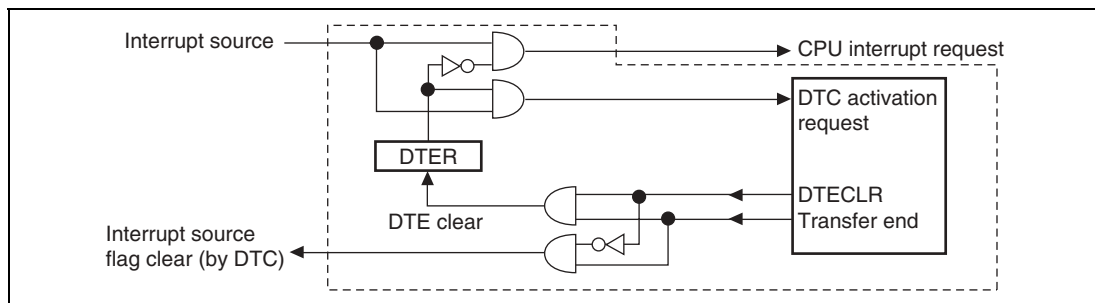 Interrupt source
CPU interrupt request
DTC activation
request
DTER
DTECLR
DTE clear
Transfer end
Interrupt source
flag clear (by DTC)